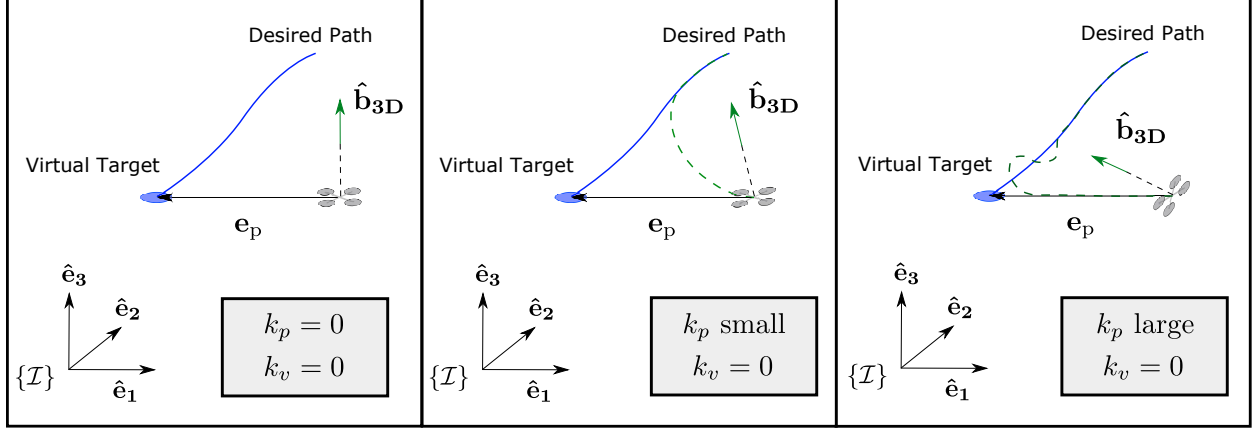 Desired Path
b̂₃D
Virtual Target
eₚ
ê₃
ê₂
{ℐ}
ê₁
kₚ = 0
kᵥ = 0
Desired Path
b̂₃D
Virtual Target
eₚ
ê₃
ê₂
{ℐ}
ê₁
kₚ small
kᵥ = 0
Desired Path
b̂₃D
Virtual Target
eₚ
ê₃
ê₂
{ℐ}
ê₁
kₚ large
kᵥ = 0